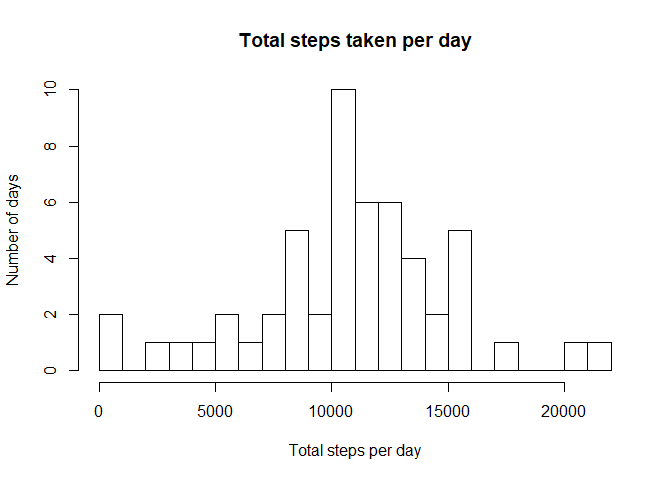 Total steps taken per day
Number of days
10
8
6
4
2
0
0 5000 10000 15000 20000
Total steps per day